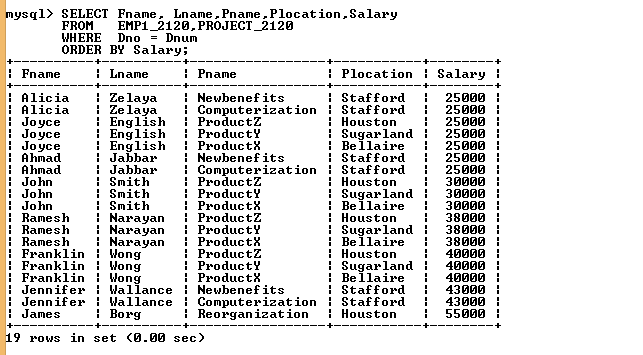 mysql> SELECT Fname, Lname,Pname,Plocation,Salary
FROM EMP1_2120,PROJECT_2120
WHERE Dno = Dnum
ORDER BY Salary;
+----------+----------+-----------------+-----------+--------+
| Fname | Lname | Pname | Plocation | Salary |
+----------+----------+-----------------+-----------+--------+
| Alicia | Zelaya | Newbenefits | Stafford | 25000 |
| Alicia | Zelaya | Computerization | Stafford | 25000 |
| Joyce | English | ProductZ | Houston | 25000 |
| Joyce | English | ProductY | Sugarland | 25000 |
| Joyce | English | ProductX | Bellaire | 25000 |
| Ahmad | Jabbar | Newbenefits | Stafford | 25000 |
| Ahmad | Jabbar | Computerization | Stafford | 25000 |
| John | Smith | ProductZ | Houston | 30000 |
| John | Smith | ProductY | Sugarland | 30000 |
| John | Smith | ProductX | Bellaire | 30000 |
| Ramesh | Narayan | ProductZ | Houston | 38000 |
| Ramesh | Narayan | ProductY | Sugarland | 38000 |
| Ramesh | Narayan | ProductX | Bellaire | 38000 |
| Franklin | Wong | ProductZ | Houston | 40000 |
| Franklin | Wong | ProductY | Sugarland | 40000 |
| Franklin | Wong | ProductX | Bellaire | 40000 |
| Jennifer | Wallance | Newbenefits | Stafford | 43000 |
| Jennifer | Wallance | Computerization | Stafford | 43000 |
| James | Borg | Reorganization | Houston | 55000 |
+----------+----------+-----------------+-----------+--------+
19 rows in set (0.00 sec)